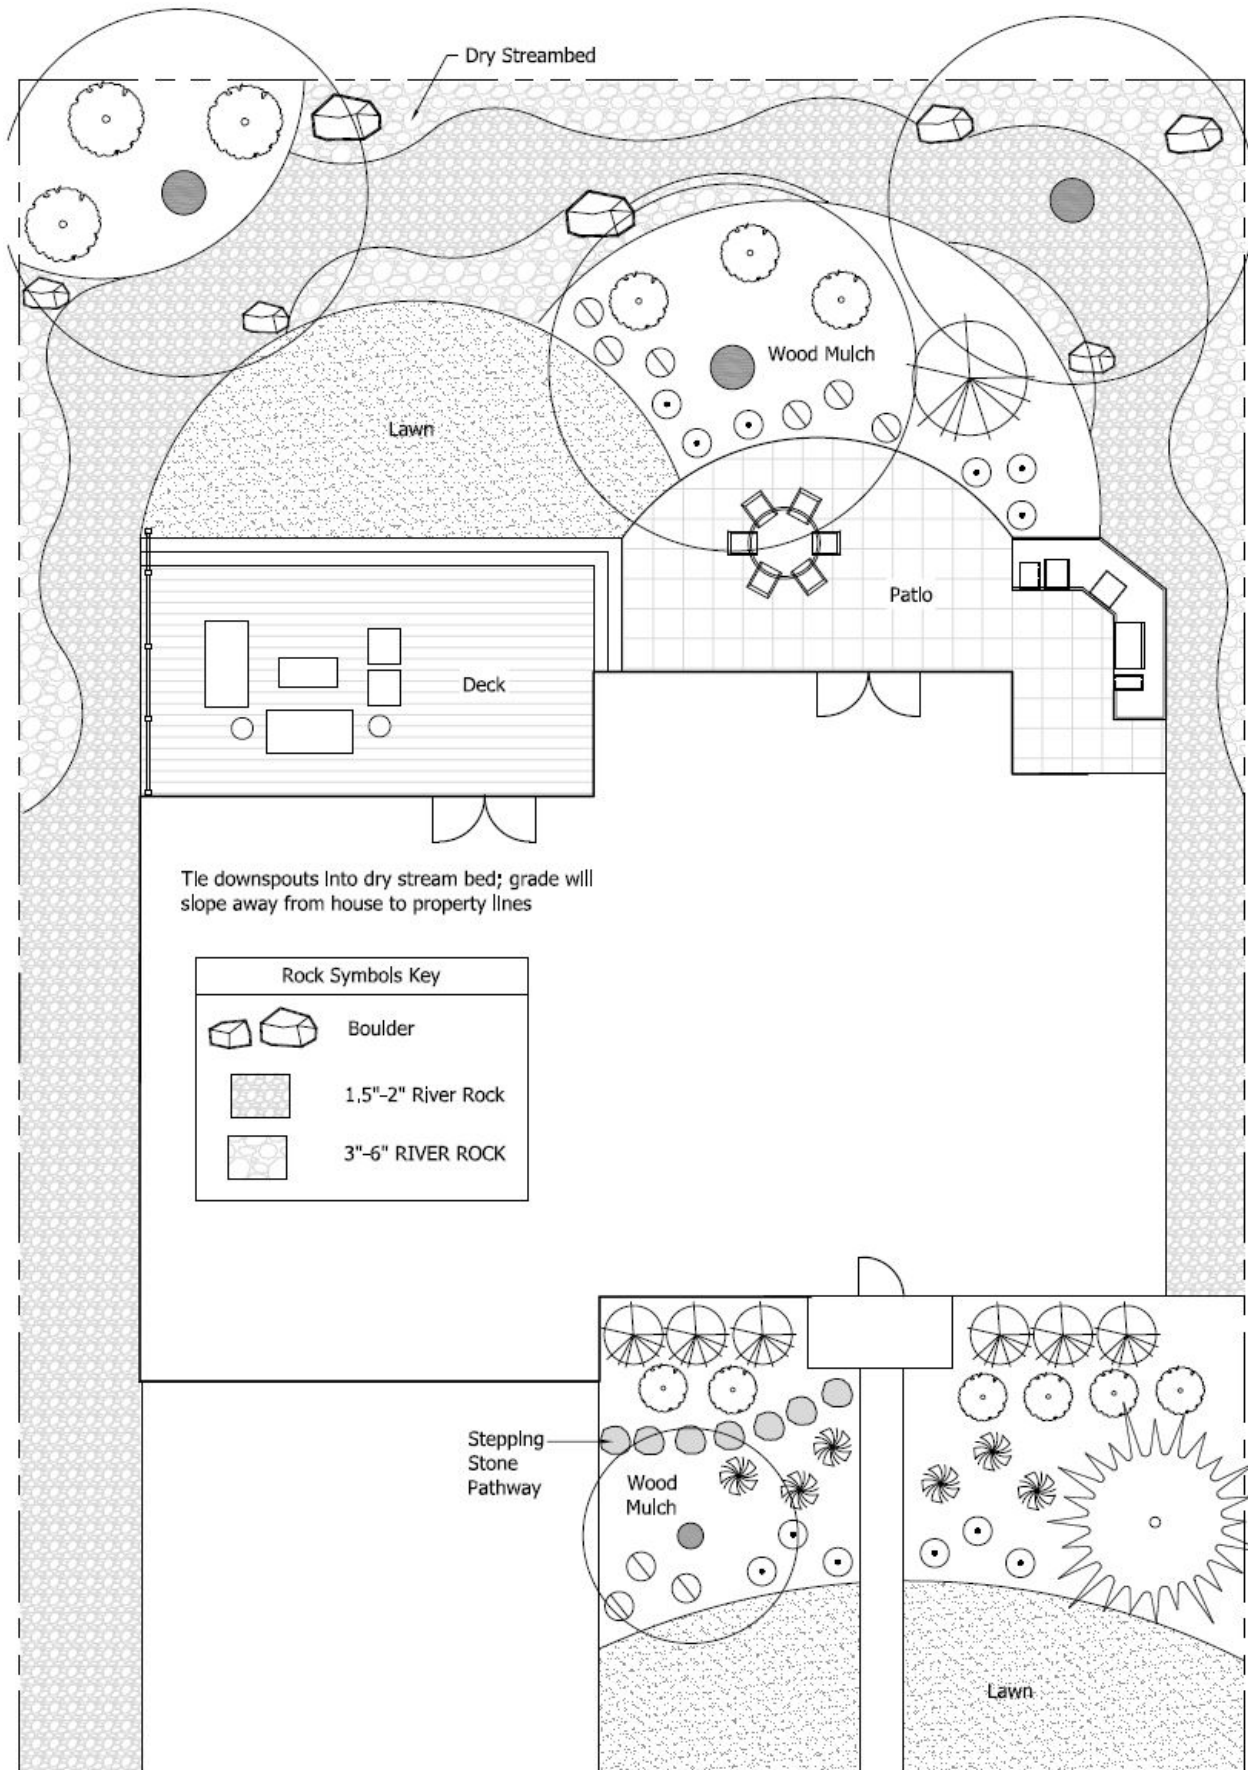 Dry Streambed
Wood Mulch
Lawn
Patio
Deck
Tie downspouts into dry stream bed; grade will
slope away from house to property lines
Rock Symbols Key
Boulder
1.5"-2" River Rock
3"-6" RIVER ROCK
Stepping
Stone
Pathway
Wood
Mulch
Lawn